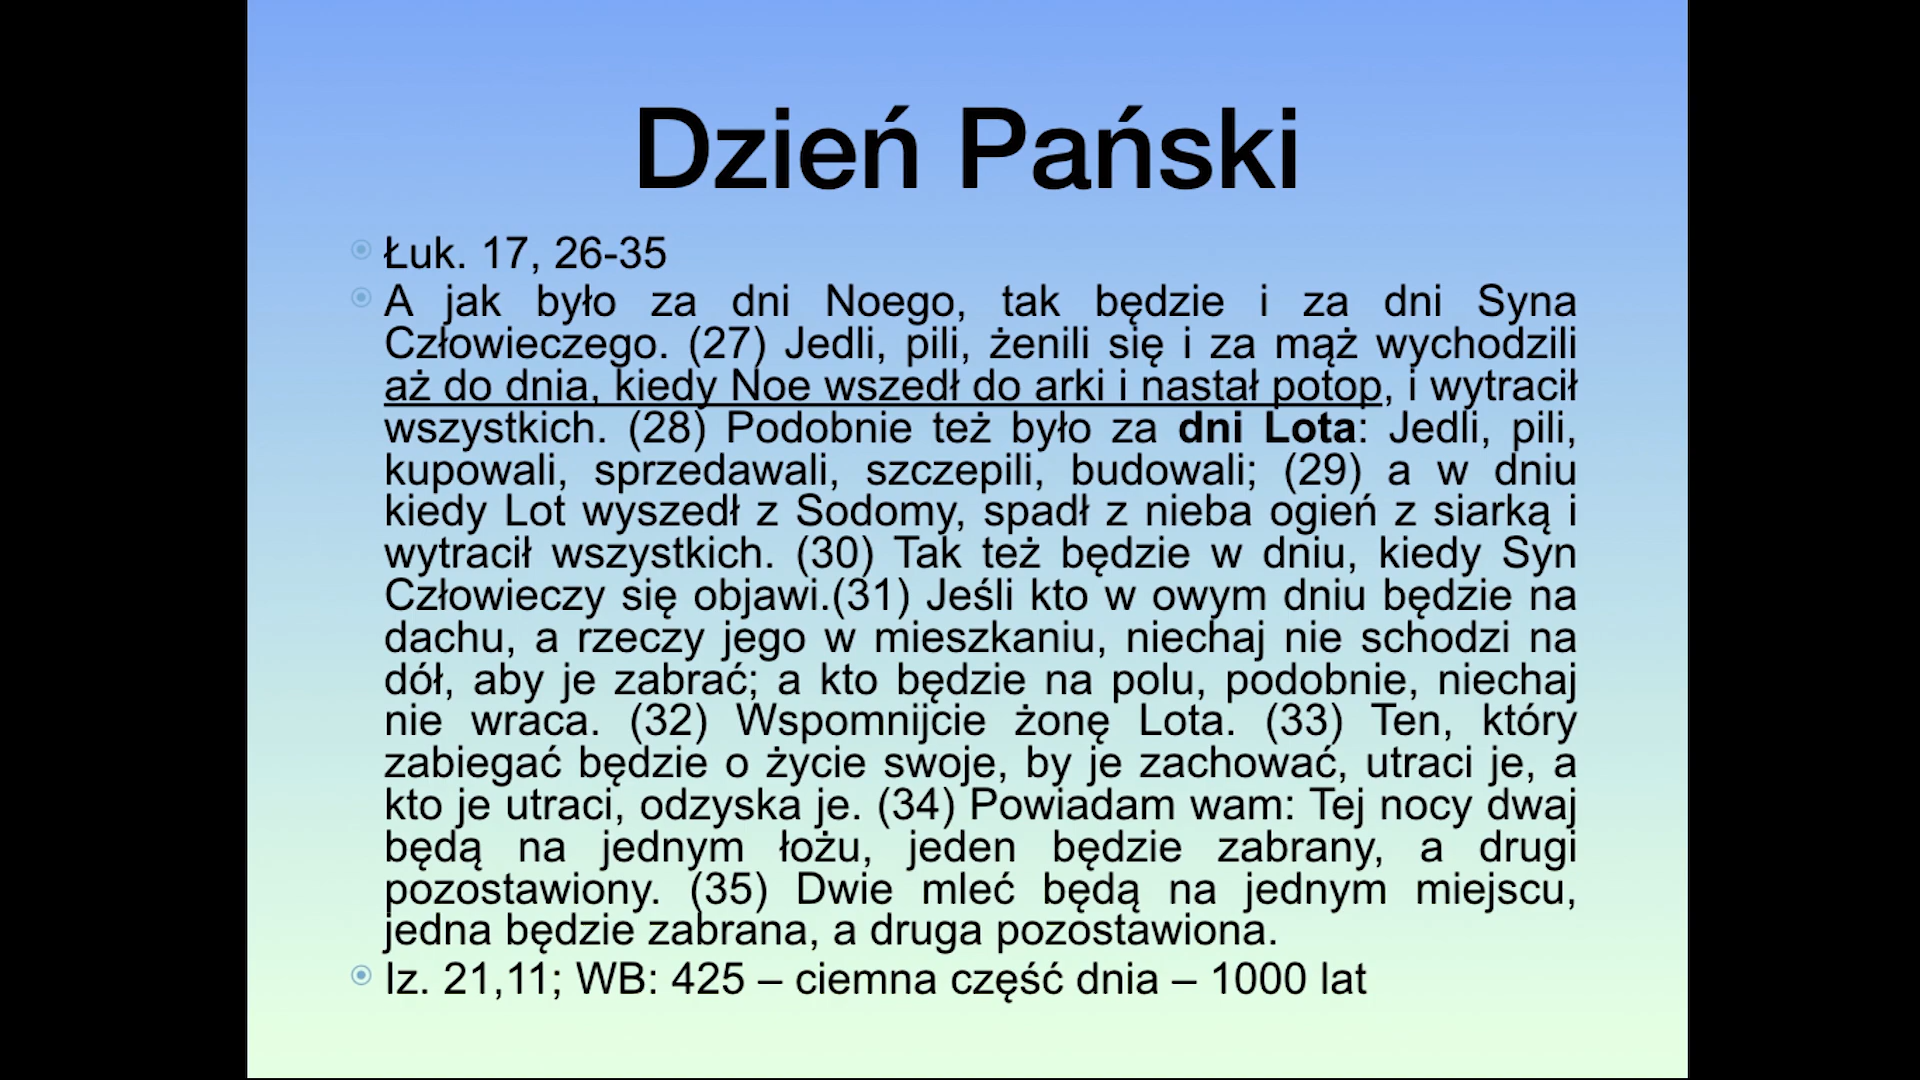 Dzień Pański
Łuk. 17, 26-35
A jak było za dni Noego, tak będzie i za dni Syna
Człowieczego. (27) Jedli, pili, żenili się i za mąż wychodzili
aż do dnia, kiedy Noe wszedł do arki i nastał potop, i wytracił
wszystkich. (28) Podobnie też było za dni Lota: Jedli, pili,
kupowali, sprzedawali, szczepili, budowali; (29) a w dniu
kiedy Lot wyszedł z Sodomy, spadł z nieba ogień z siarką i
wytracił wszystkich. (30) Tak też będzie w dniu, kiedy Syn
Człowieczy się objawi.(31) Jeśli kto w owym dniu będzie na
dachu, a rzeczy jego w mieszkaniu, niechaj nie schodzi na
dół, aby je zabrać; a kto będzie na polu, podobnie, niechaj
nie wraca. (32) Wspomnijcie żonę Lota. (33) Ten, który
zabiegać będzie o życie swoje, by je zachować, utraci je, a
kto je utraci, odzyska je. (34) Powiadam wam: Tej nocy dwaj
będą na jednym łożu, jeden będzie zabrany, a drugi
pozostawiony. (35) Dwie mleć będą na jednym miejscu,
jedna będzie zabrana, a druga pozostawiona.
Iz. 21,11; WB: 425 – ciemna część dnia – 1000 lat